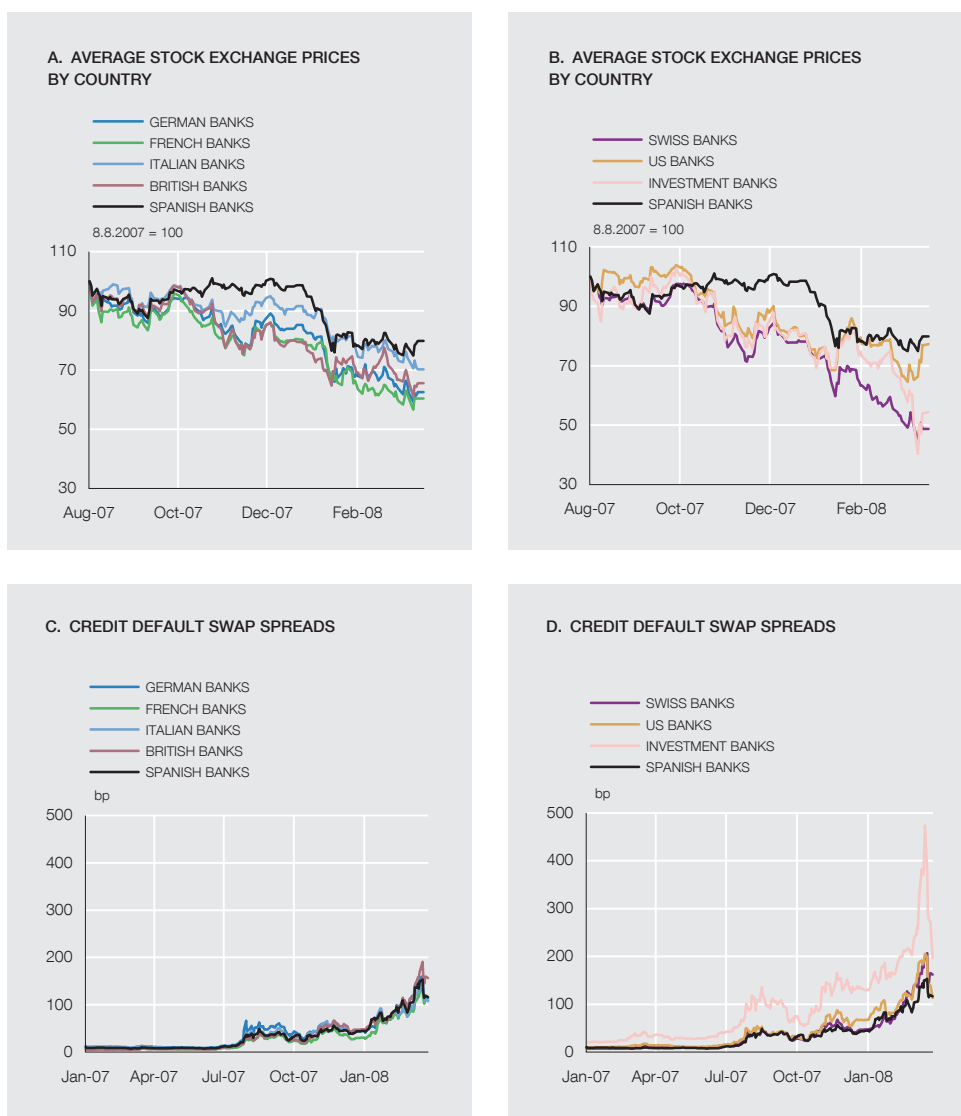 A. AVERAGE STOCK EXCHANGE PRICES
BY COUNTRY
GERMAN BANKS
FRENCH BANKS
ITALIAN BANKS
BRITISH BANKS
SPANISH BANKS
8.8.2007 = 100
110
90
70
50
30
Aug-07 Oct-07 Dec-07 Feb-08
B. AVERAGE STOCK EXCHANGE PRICES
BY COUNTRY
SWISS BANKS
US BANKS
INVESTMENT BANKS
SPANISH BANKS
8.8.2007 = 100
110
90
70
50
30
Aug-07 Oct-07 Dec-07 Feb-08
C. CREDIT DEFAULT SWAP SPREADS
GERMAN BANKS
FRENCH BANKS
ITALIAN BANKS
BRITISH BANKS
SPANISH BANKS
bp
500
400
300
200
100
0
Jan-07 Apr-07 Jul-07 Oct-07 Jan-08
D. CREDIT DEFAULT SWAP SPREADS
SWISS BANKS
US BANKS
INVESTMENT BANKS
SPANISH BANKS
bp
500
400
300
200
100
0
Jan-07 Apr-07 Jul-07 Oct-07 Jan-08